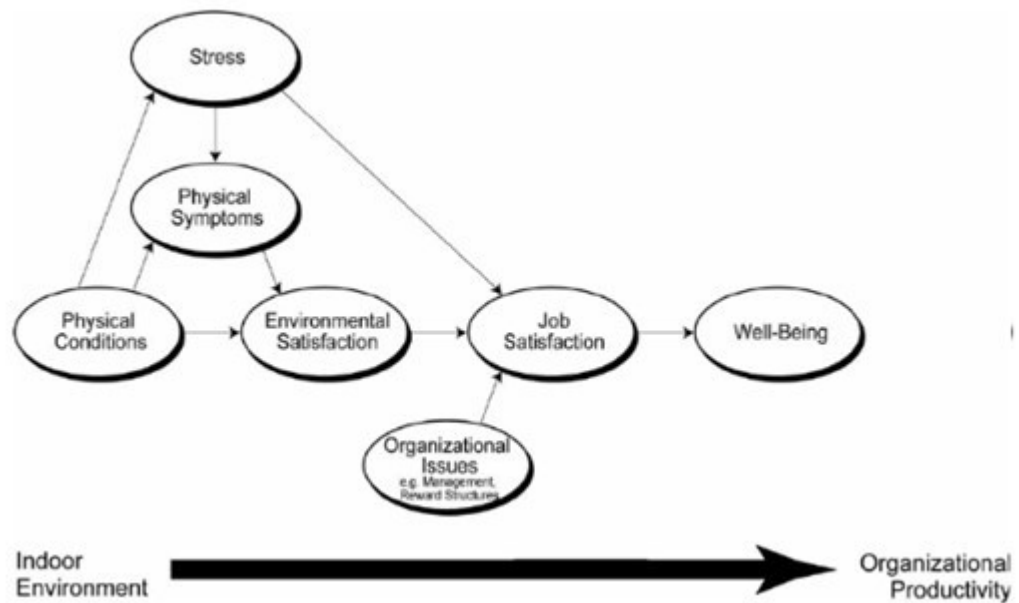 Stress
Physical
Symptoms
Physical
Conditions
Environmental
Satisfaction
Job
Satisfaction
Well-Being
Organizational
Issues
e.g. Management,
Reward Structures
Indoor
Environment
Organizational
Productivity